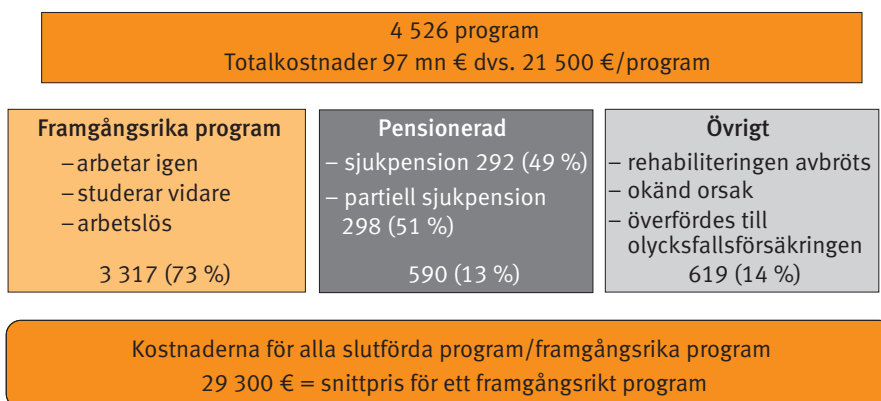 4 526 program
Totalkostnader 97 mn € dvs. 21 500 €/program
Framgångsrika program
– arbetar igen
– studerar vidare
– arbetslös
3 317 (73 %)
Pensionerad
– sjukpension 292 (49 %)
– partiell sjukpension
298 (51 %)
590 (13 %)
Övrigt
– rehabiliteringen avbröts
– okänd orsak
– överfördes till
olycksfallsförsäkringen
619 (14 %)
Kostnaderna för alla slutförda program/framgångsrika program
29 300 € = snittpris för ett framgångsrikt program